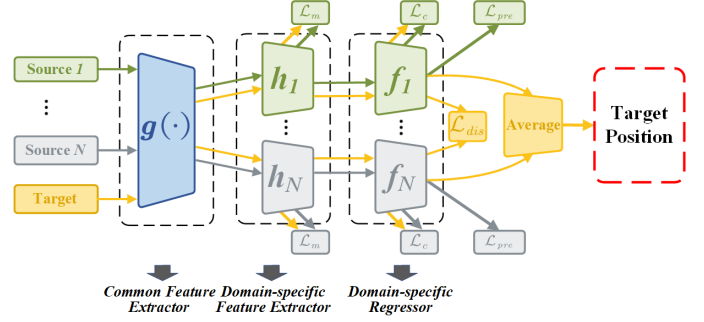 ℒm
ℒc
ℒpre
Source 1
g(·)
h1
f1
...
...
...
ℒdis
Average
Target
Position
Source N
hN
fN
Target
ℒm
ℒc
ℒpre
Common Feature
Extractor
Domain-specific
Feature Extractor
Domain-specific
Regressor